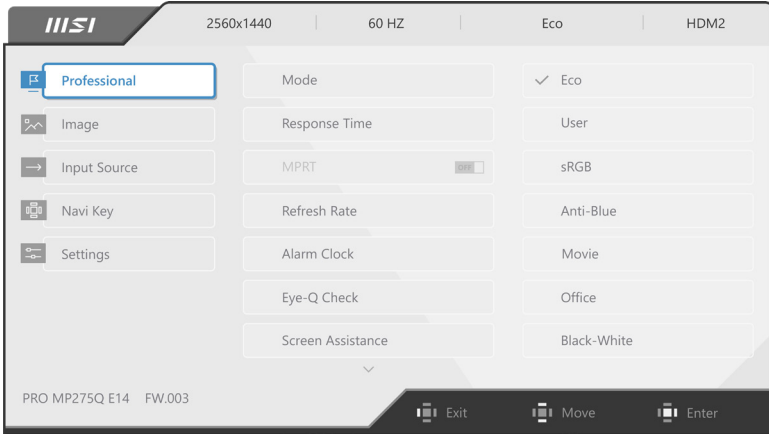 msi
2560x1440 60 HZ Eco HDM2
Professional Mode Eco
Image Response Time User
Input Source MPRT OFF sRGB
Navi Key Refresh Rate Anti-Blue
Settings Alarm Clock Movie
Eye-Q Check Office
Screen Assistance Black-White
PRO MP275Q E14 FW.003
Exit Move Enter